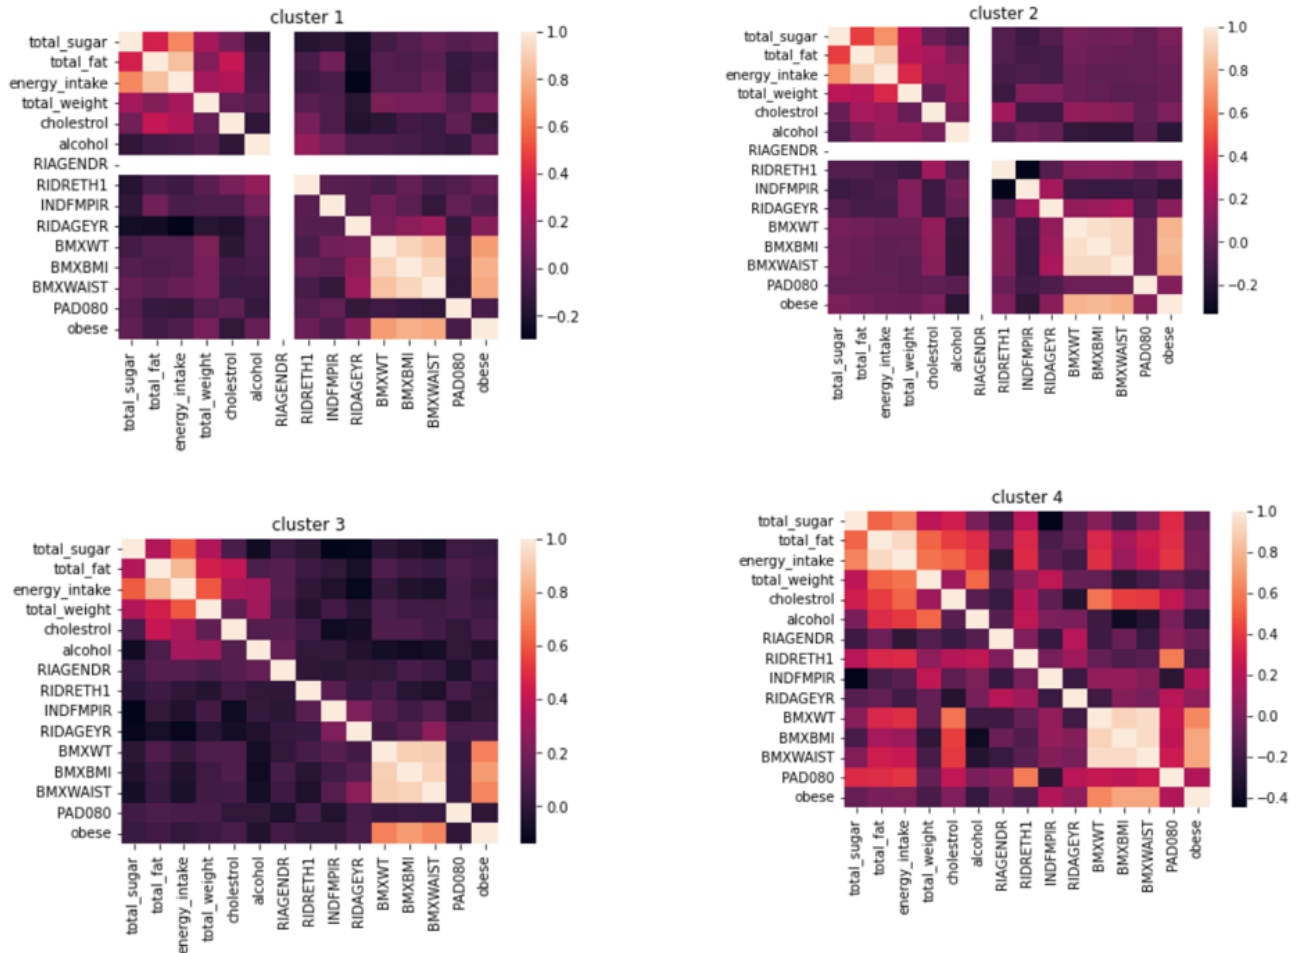 cluster 1
total_sugar
total_fat
energy_intake
total_weight
cholestrol
alcohol
RIAGENDR
RIDRETH1
INDFMPIR
RIDAGEYR
BMXWT
BMXBMI
BMXWAIST
PAD080
obese
total_sugar
total_fat
energy_intake
total_weight
cholestrol
alcohol
RIAGENDR
RIDRETH1
INDFMPIR
RIDAGEYR
BMXWT
BMXBMI
BMXWAIST
PAD080
obese
1.0
0.8
0.6
0.4
0.2
0.0
−0.2
cluster 2
total_sugar
total_fat
energy_intake
total_weight
cholestrol
alcohol
RIAGENDR
RIDRETH1
INDFMPIR
RIDAGEYR
BMXWT
BMXBMI
BMXWAIST
PAD080
obese
total_sugar
total_fat
energy_intake
total_weight
cholestrol
alcohol
RIAGENDR
RIDRETH1
INDFMPIR
RIDAGEYR
BMXWT
BMXBMI
BMXWAIST
PAD080
obese
1.0
0.8
0.6
0.4
0.2
0.0
−0.2
cluster 3
total_sugar
total_fat
energy_intake
total_weight
cholestrol
alcohol
RIAGENDR
RIDRETH1
INDFMPIR
RIDAGEYR
BMXWT
BMXBMI
BMXWAIST
PAD080
obese
total_sugar
total_fat
energy_intake
total_weight
cholestrol
alcohol
RIAGENDR
RIDRETH1
INDFMPIR
RIDAGEYR
BMXWT
BMXBMI
BMXWAIST
PAD080
obese
1.0
0.8
0.6
0.4
0.2
0.0
cluster 4
total_sugar
total_fat
energy_intake
total_weight
cholestrol
alcohol
RIAGENDR
RIDRETH1
INDFMPIR
RIDAGEYR
BMXWT
BMXBMI
BMXWAIST
PAD080
obese
total_sugar
total_fat
energy_intake
total_weight
cholestrol
alcohol
RIAGENDR
RIDRETH1
INDFMPIR
RIDAGEYR
BMXWT
BMXBMI
BMXWAIST
PAD080
obese
1.0
0.8
0.6
0.4
0.2
0.0
−0.2
−0.4